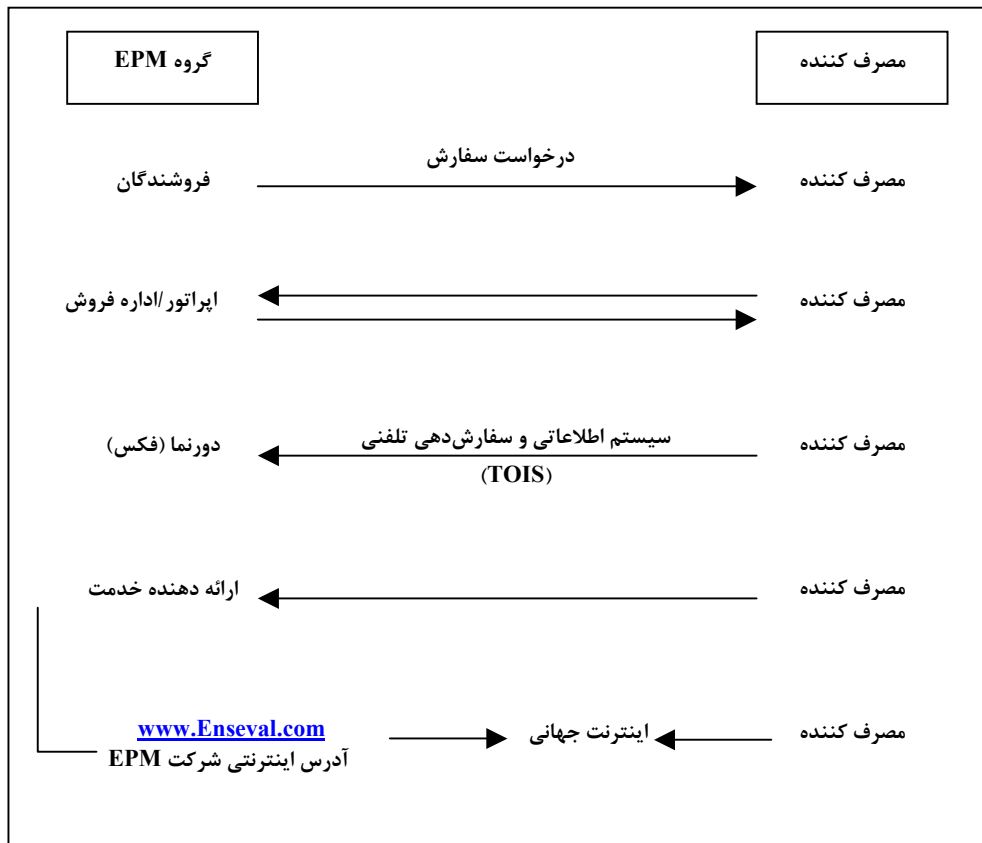 مصرف کننده
گروه EPM
مصرف کننده
درخواست سفارش
فروشندگان
مصرف کننده
اپراتور/اداره فروش
مصرف کننده
سیستم اطلاعاتی و سفارش‌دهی تلفنی
(TOIS)
دورنما (فکس)
مصرف کننده
ارائه دهنده خدمت
مصرف کننده
اینترنت جهانی
www.Enseval.com
آدرس اینترنتی شرکت EPM